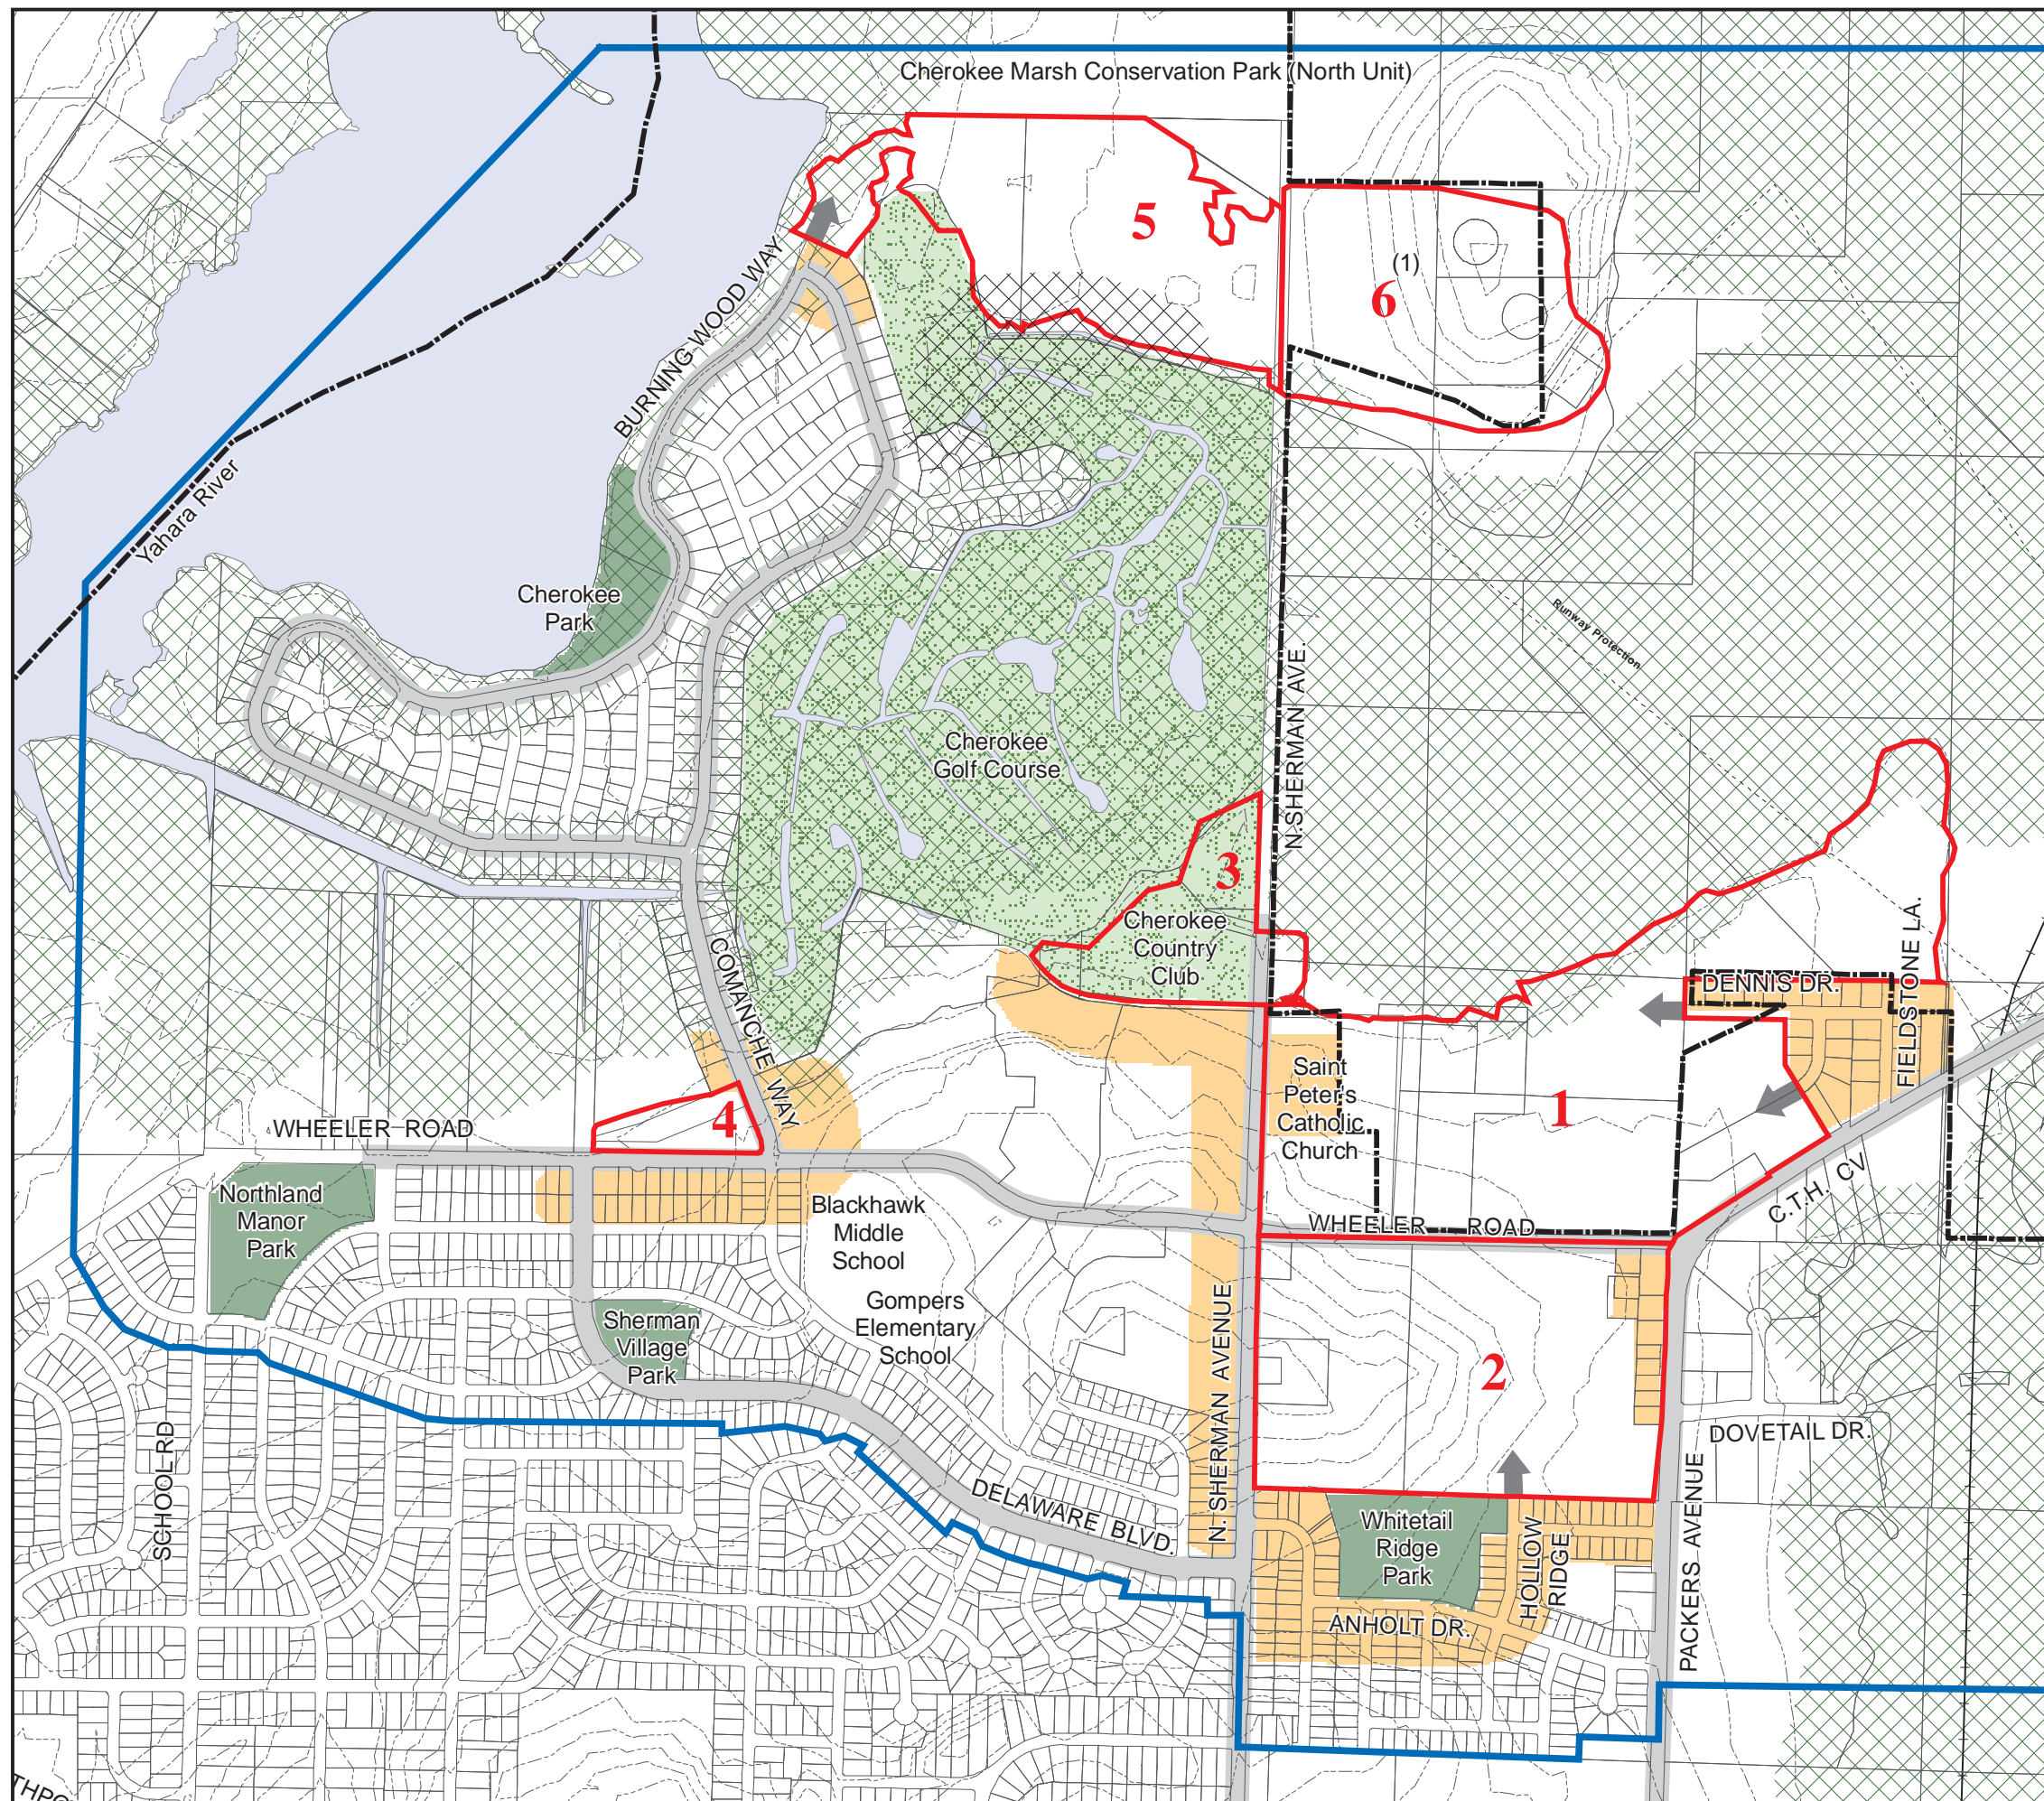 Cherokee Marsh Conservation Park (North Unit)
5
(1)
6
BURNING WOOD WAY
Yahara River
Cherokee
Park
Runway Protection
N.SHERMAN AVE.
Cherokee
Golf Course
3
Cherokee
Country
Club
COMANCHE WAY
DENNIS DR.
FIELDSTONE LA.
Saint
Peter's
Catholic
Church
1
4
WHEELER ROAD
C.T.H. CV
Northland
Manor
Park
Blackhawk
Middle
School
WHEELER ROAD
Gompers
Elementary
School
Sherman
Village
Park
N. SHERMAN AVENUE
2
SCHOOL RD
DOVETAIL DR.
DELAWARE BLVD.
Whitetail
Ridge
Park
HOLLOW
RIDGE
PACKERS AVENUE
ANHOLT DR.